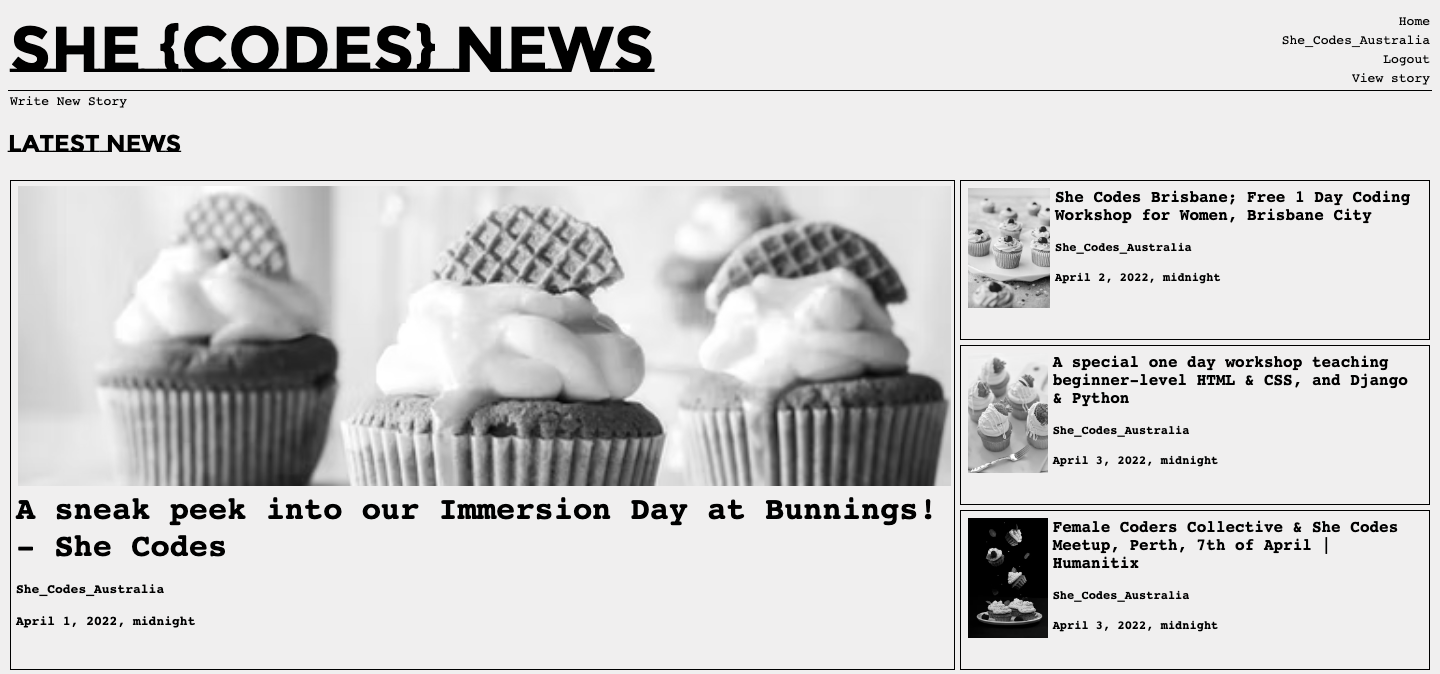 SHE {CODES} NEWS
Home
She_Codes_Australia
Logout
View story
Write New Story
LATEST NEWS
A sneak peek into our Immersion Day at Bunnings!
- She Codes
She_Codes_Australia
April 1, 2022, midnight
She Codes Brisbane; Free 1 Day Coding
Workshop for Women, Brisbane City
She_Codes_Australia
April 2, 2022, midnight
A special one day workshop teaching
beginner-level HTML & CSS, and Django
& Python
She_Codes_Australia
April 3, 2022, midnight
Female Coders Collective & She Codes
Meetup, Perth, 7th of April |
Humanitix
She_Codes_Australia
April 3, 2022, midnight